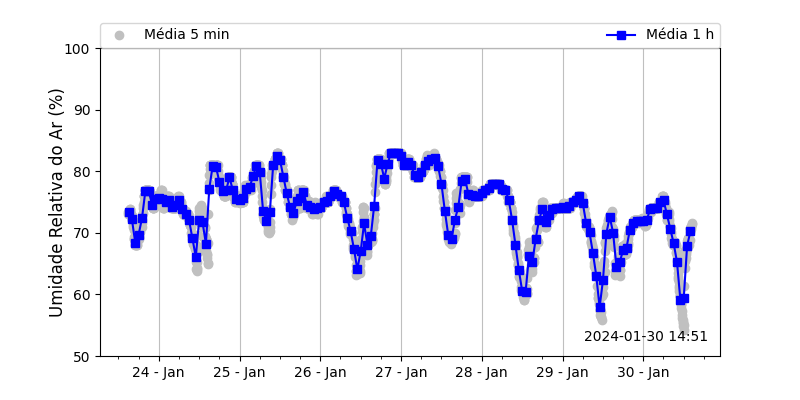 Média 5 min
Média 1 h
Umidade Relativa do Ar (%)
100
90
80
70
60
50
2024-01-30 14:51
24 - Jan
25 - Jan
26 - Jan
27 - Jan
28 - Jan
29 - Jan
30 - Jan